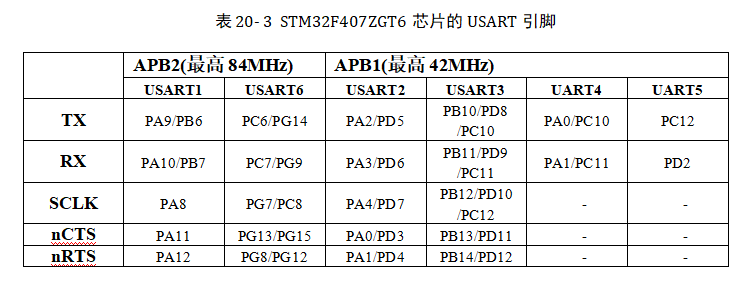 表 20- 3 STM32F407ZGT6 芯片的 USART 引脚
APB2(最高 84MHz) APB1(最高 42MHz)
USART1 USART6 USART2 USART3 UART4 UART5
TX PA9/PB6 PC6/PG14 PA2/PD5 PB10/PD8 /PC10 PA0/PC10 PC12
RX PA10/PB7 PC7/PG9 PA3/PD6 PB11/PD9 /PC11 PA1/PC11 PD2
SCLK PA8 PG7/PC8 PA4/PD7 PB12/PD10 /PC12 - -
nCTS PA11 PG13/PG15 PA0/PD3 PB13/PD11 - -
nRTS PA12 PG8/PG12 PA1/PD4 PB14/PD12 - -